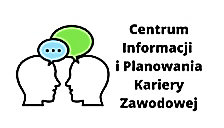 Centrum
Informacji
i Planowania
Kariery
Zawodowej